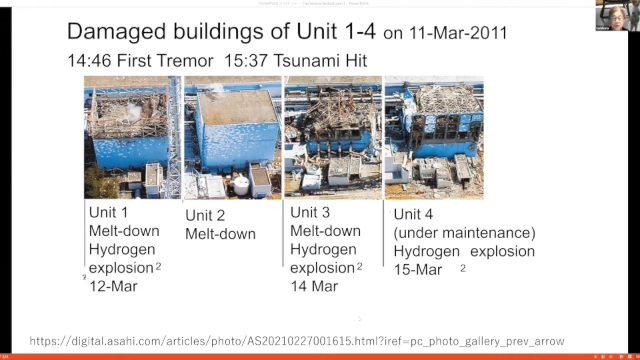 Damaged buildings of Unit 1-4 on 11-Mar-2011
14:46 First Tremor 15:37 Tsunami Hit
Unit 1
Melt-down
Hydrogen
explosion 2
12-Mar
Unit 2
Melt-down
Unit 3
Melt-down
Hydrogen
explosion 2
14 Mar
Unit 4
(under maintenance)
Hydrogen explosion
15-Mar 2
https://digital.asahi.com/articles/photo/AS20210227001615.html?iref=pc_photo_gallery_prev_arrow